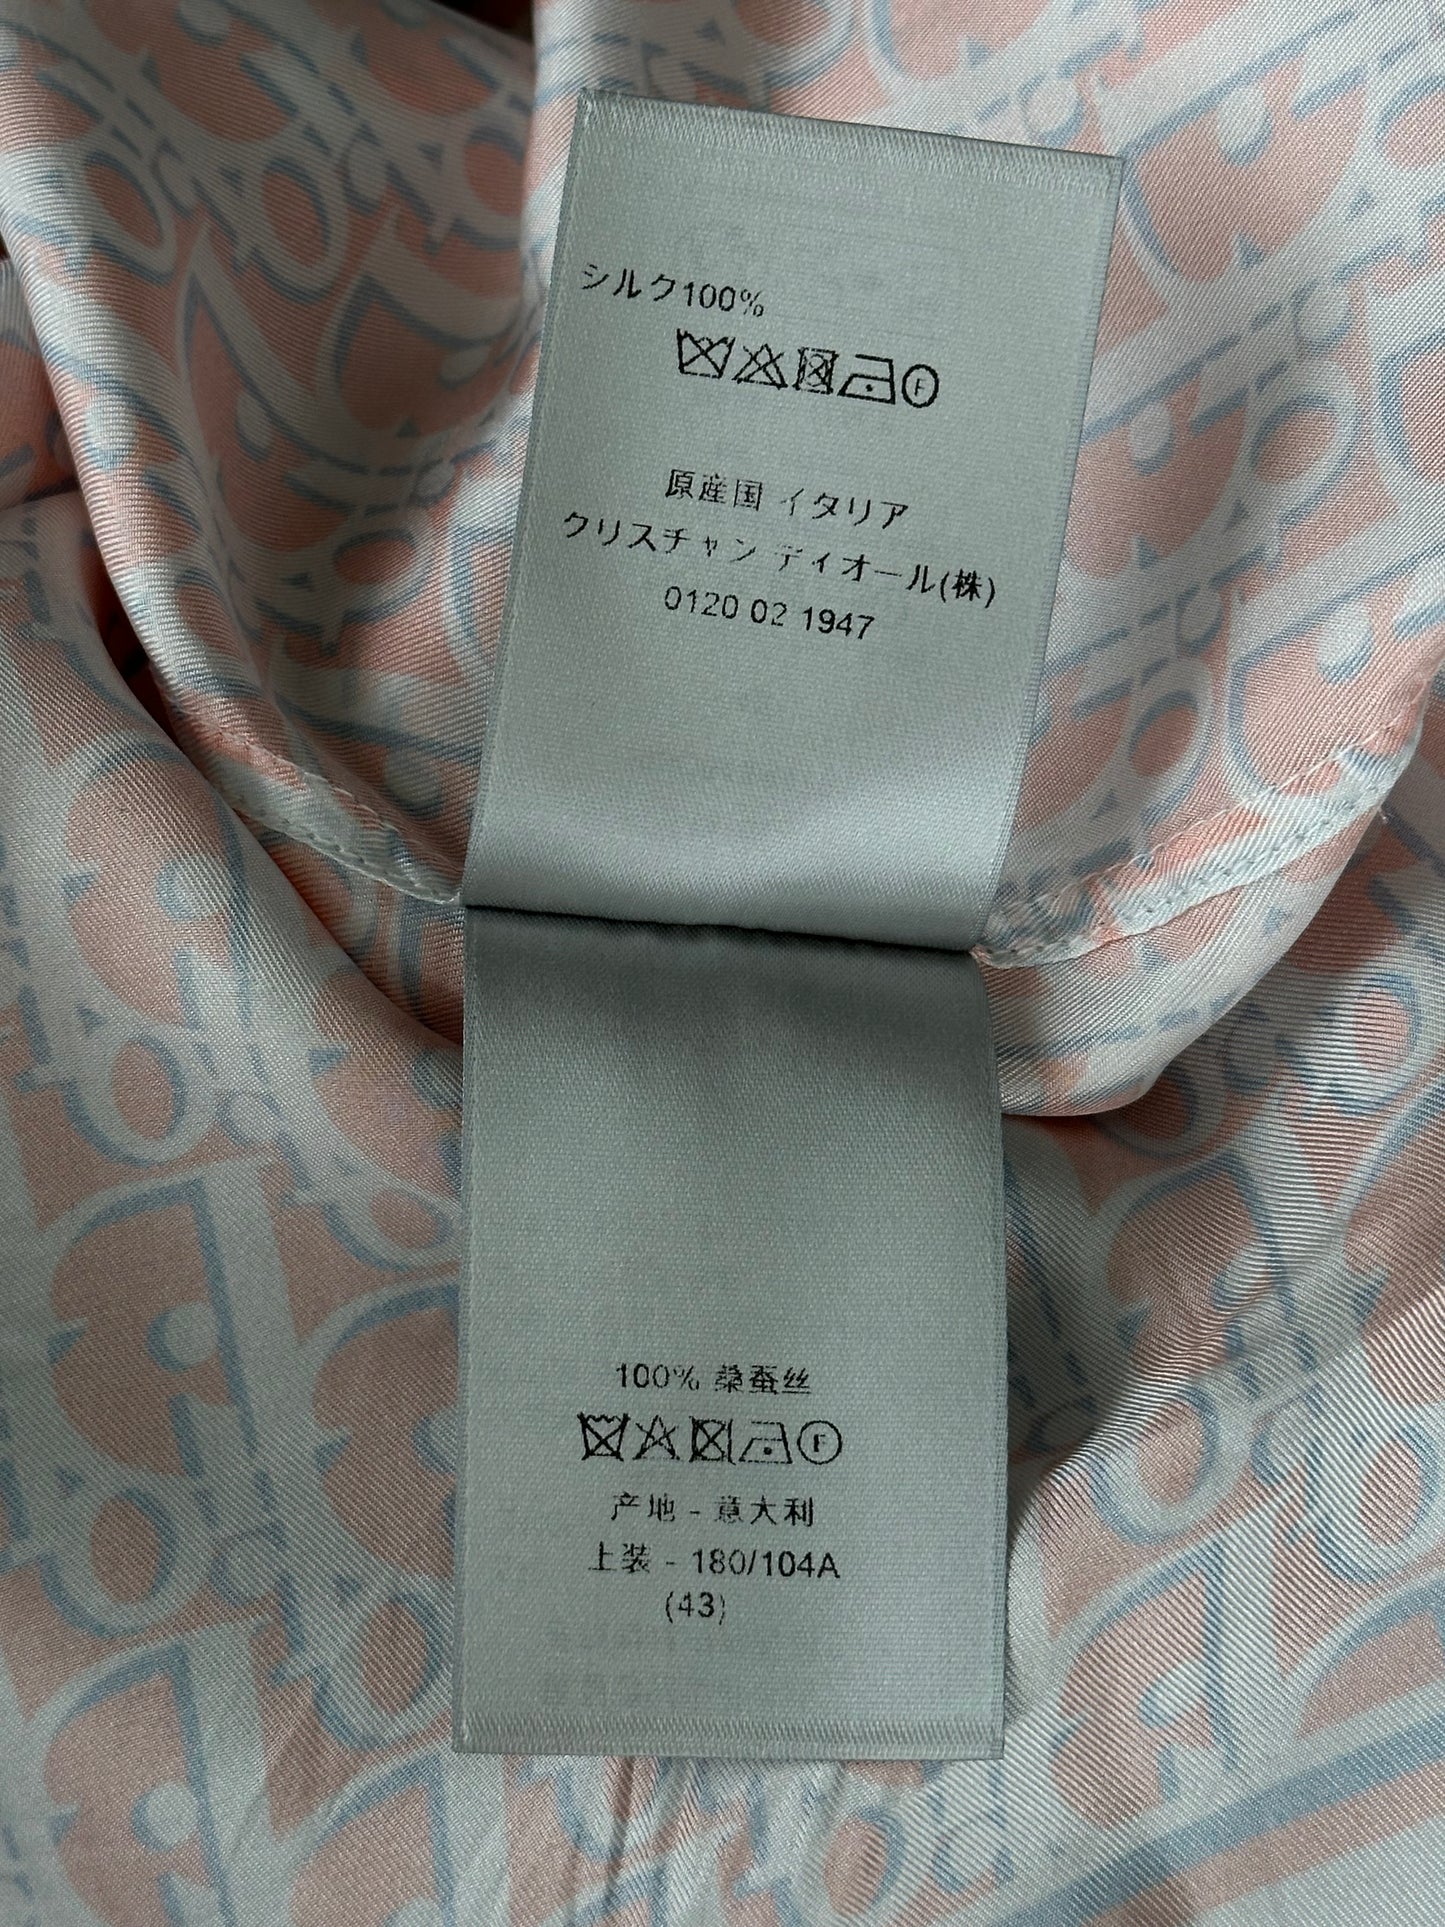 シルク100%
F
原産国 イタリア
クリスチャン ディオール(株)
0120 02 1947
100% 桑蚕丝
F
产地 - 意大利
上装 - 180/104A
(43)